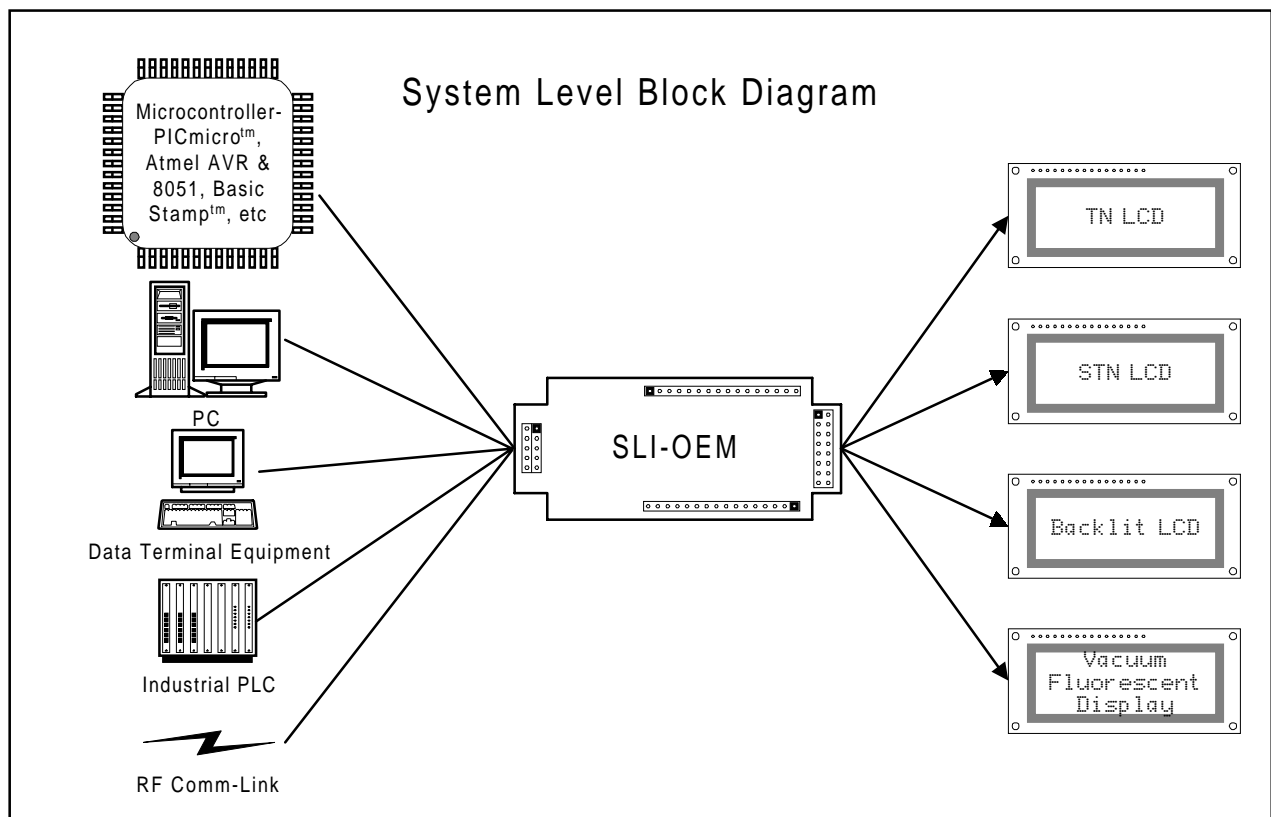 System Level Block Diagram
Microcontroller-
PICmicro™,
Atmel AVR &
8051, Basic
Stamp™, etc
PC
Data Terminal Equipment
Industrial PLC
RF Comm-Link
SLI-OEM
TN LCD
STN LCD
Backlit LCD
Vacuum
Fluorescent
Display